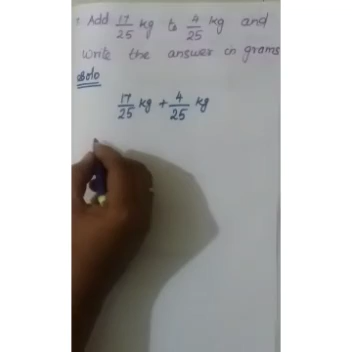 Add 17/25 kg to 4/25 kg and
write the answer in grams
Solo
17/25 kg + 4/25 kg